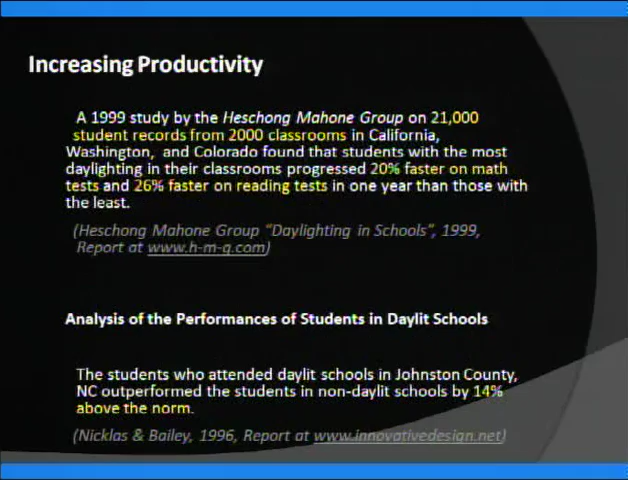 Increasing Productivity
A 1999 study by the Heschong Mahone Group on 21,000
student records from 2000 classrooms in California,
Washington, and Colorado found that students with the most
daylighting in their classrooms progressed 20% faster on math
tests and 26% faster on reading tests in one year than those with
the least.
(Heschong Mahone Group "Daylighting in Schools", 1999,
Report at www.h-m-g.com)
Analysis of the Performances of Students in Daylit Schools
The students who attended daylit schools in Johnston County,
NC outperformed the students in non-daylit schools by 14%
above the norm.
(Nicklas & Bailey, 1996, Report at www.innovativedesign.net)